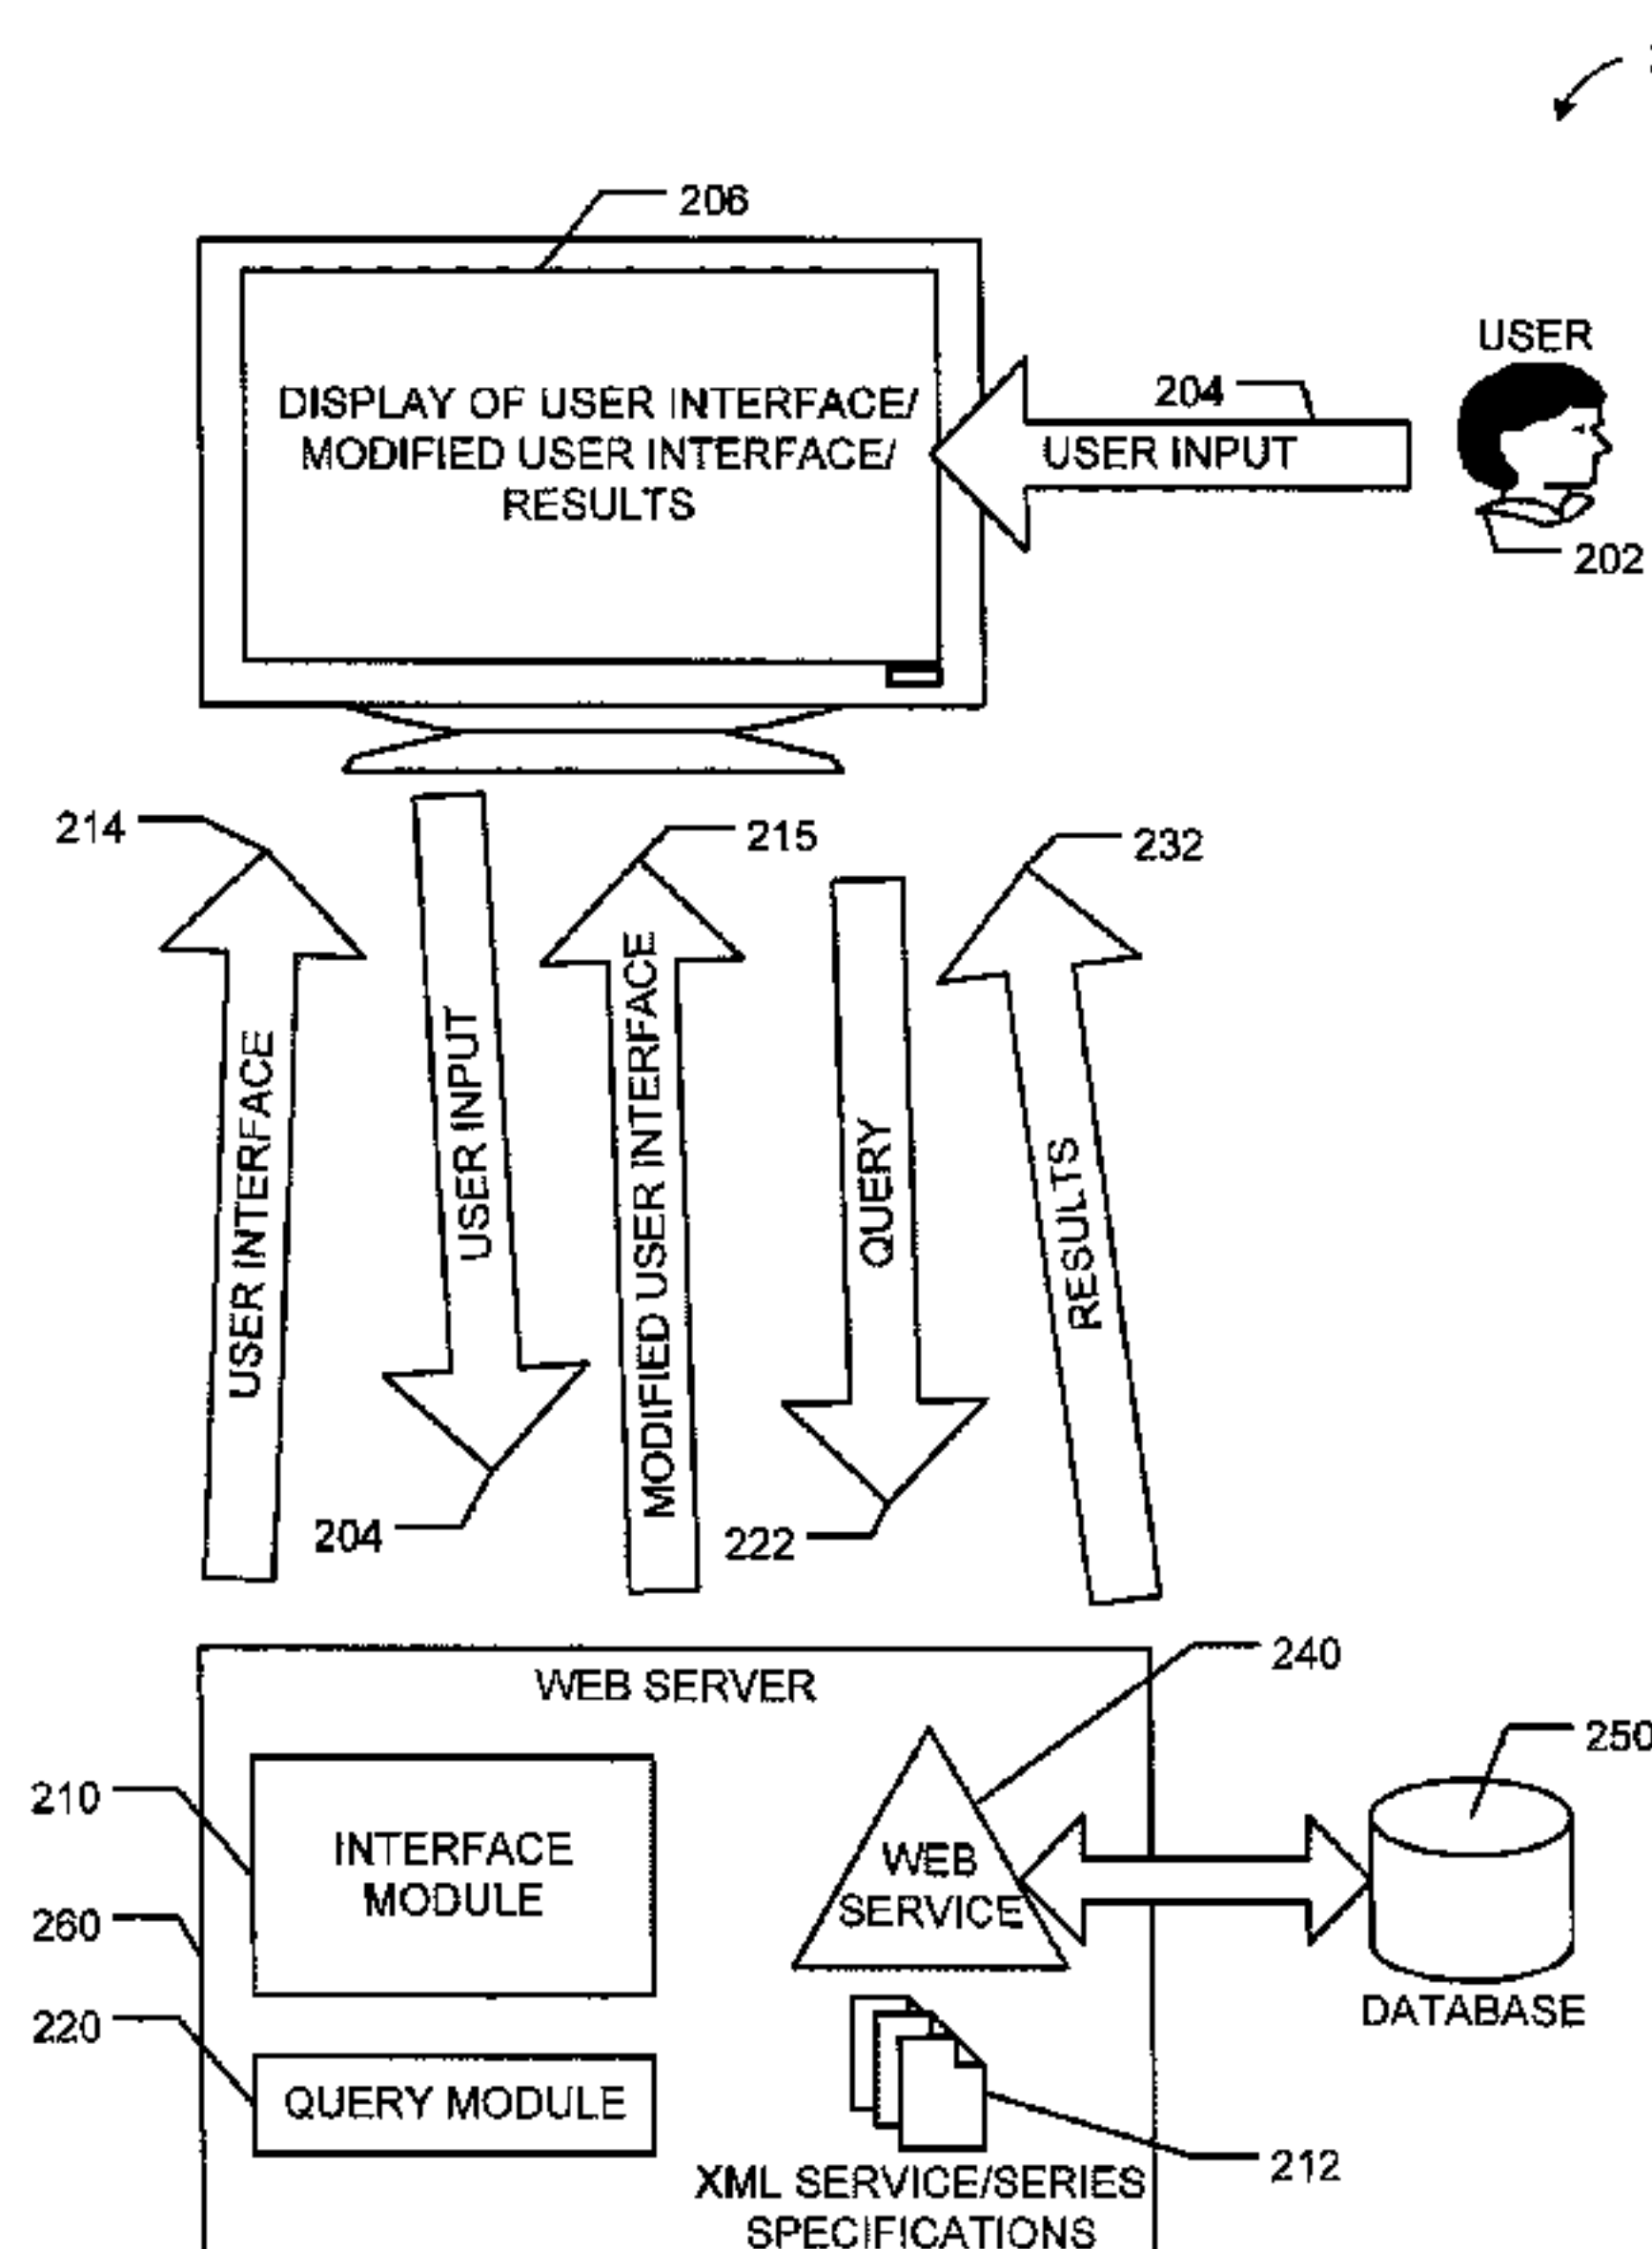 206
USER
DISPLAY OF USER INTERFACE/
MODIFIED USER INTERFACE/
RESULTS
204
USER INPUT
202
214
215
232
USER INTERFACE
USER INPUT
MODIFIED USER INTERFACE
QUERY
RESULTS
204
222
WEB SERVER
240
250
210
INTERFACE
MODULE
WEB
SERVICE
260
DATABASE
220
QUERY MODULE
212
XML SERVICE/SERIES
SPECIFICATIONS